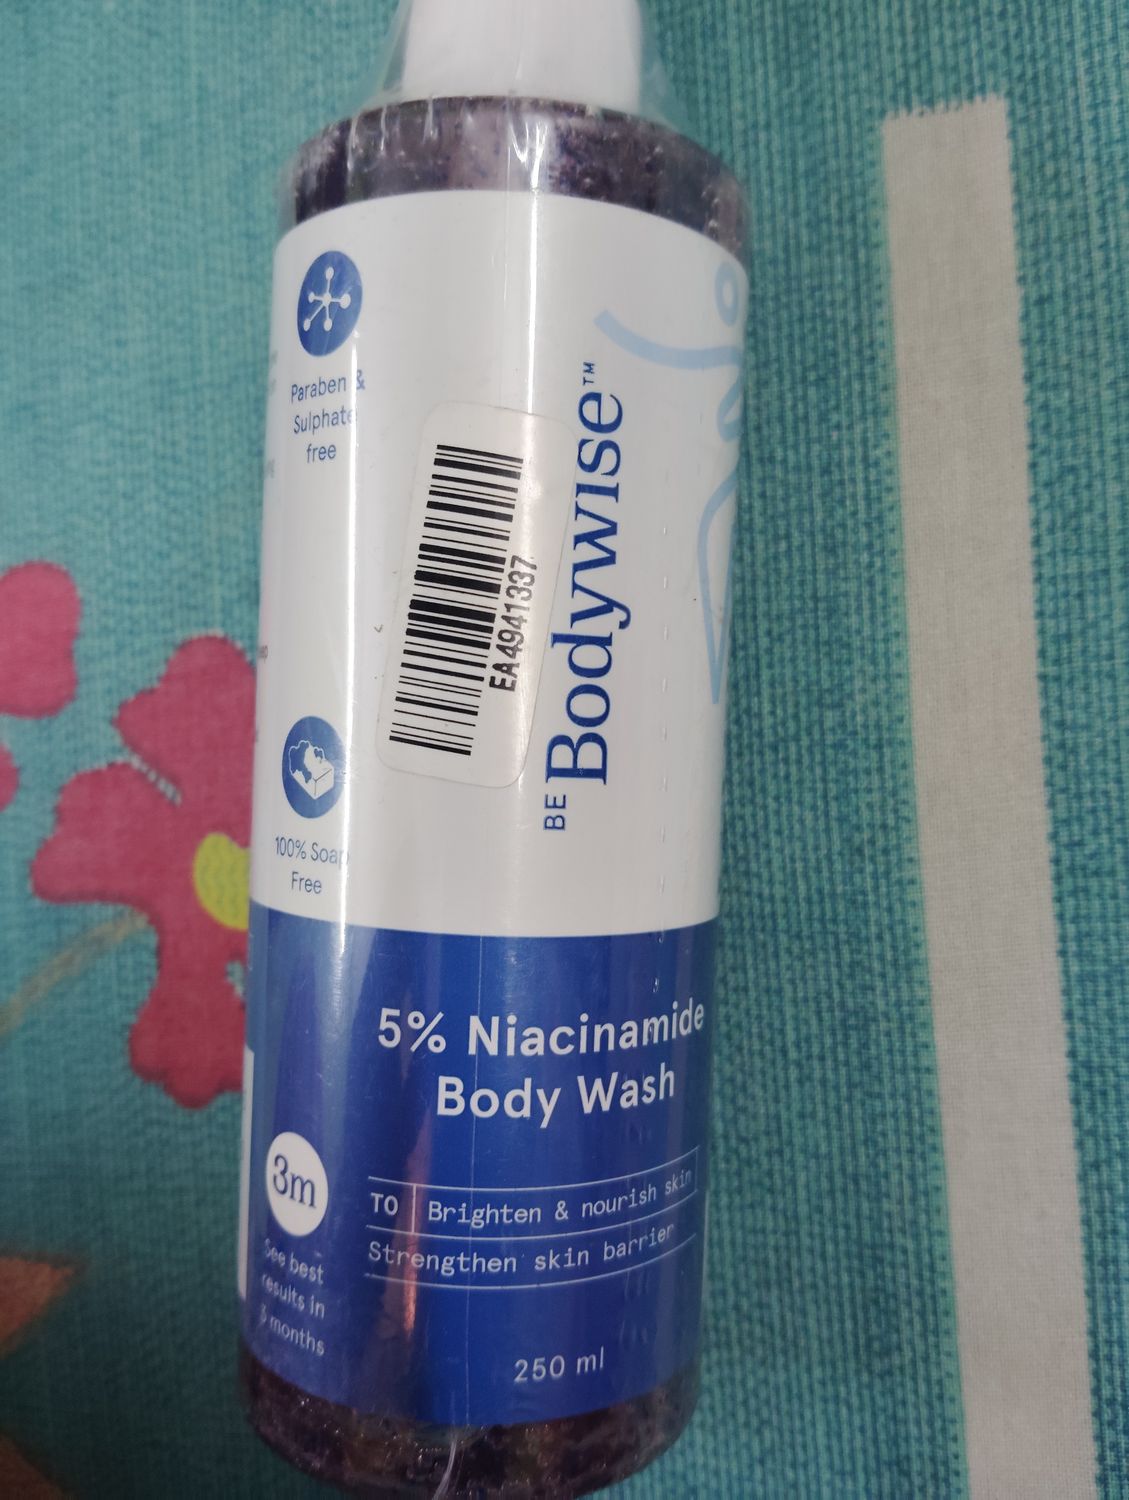 Paraben &
Sulphate
free
EA4941337
BE Bodywise™
100% Soap
Free
5% Niacinamide
Body Wash
3m
See best
results in
3 months
TO Brighten & nourish skin
Strengthen skin barrier
250 ml